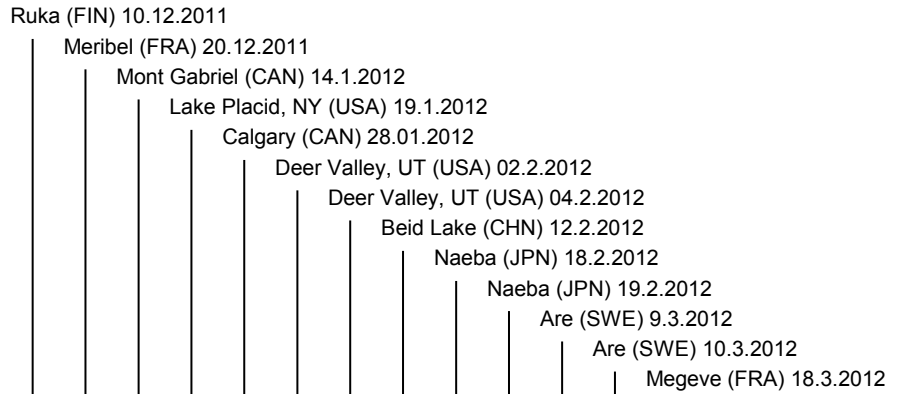 Ruka (FIN) 10.12.2011
Meribel (FRA) 20.12.2011
Mont Gabriel (CAN) 14.1.2012
Lake Placid, NY (USA) 19.1.2012
Calgary (CAN) 28.01.2012
Deer Valley, UT (USA) 02.2.2012
Deer Valley, UT (USA) 04.2.2012
Beid Lake (CHN) 12.2.2012
Naeba (JPN) 18.2.2012
Naeba (JPN) 19.2.2012
Are (SWE) 9.3.2012
Are (SWE) 10.3.2012
Megeve (FRA) 18.3.2012